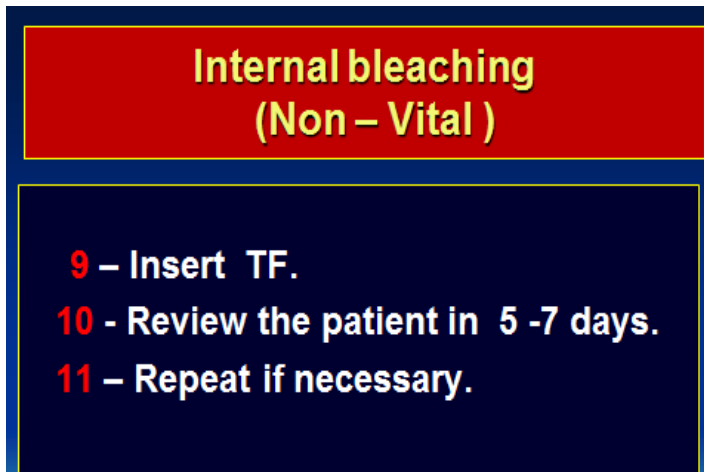 Internal bleaching
(Non – Vital )
9 – Insert  TF.
10 - Review the patient in  5 -7 days.
11 – Repeat if necessary.